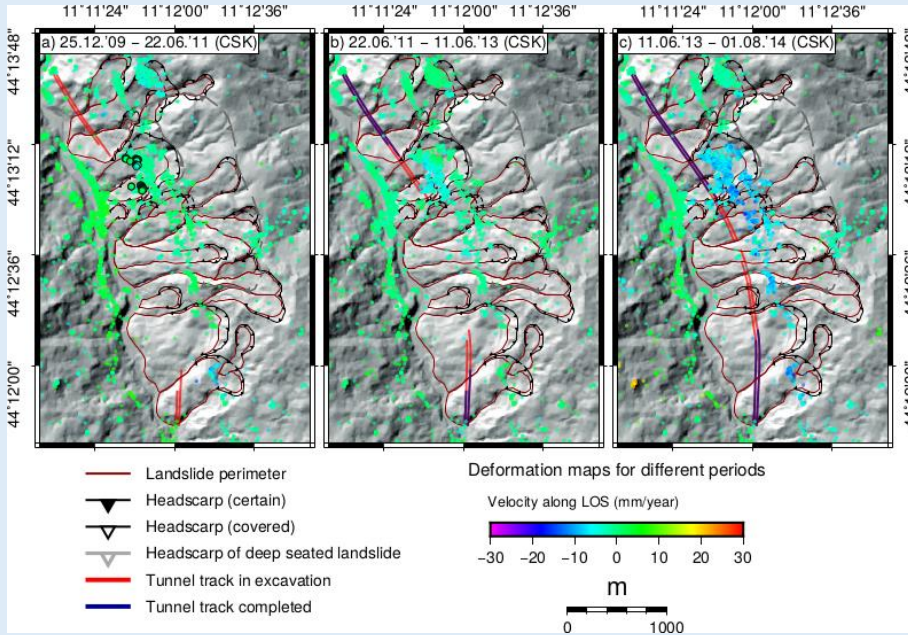 11°11'24" 11°12'00" 11°12'36" 11°11'24" 11°12'00" 11°12'36" 11°11'24" 11°12'00" 11°12'36"
a) 25.12.'09 – 22.06.'11 (CSK)
b) 22.06.'11 – 11.06.'13 (CSK)
c) 11.06.'13 – 01.08.'14 (CSK)
44°13'48"
44°13'12"
44°12'36"
44°12'00"
Landslide perimeter
Headscarp (certain)
Headscarp (covered)
Headscarp of deep seated landslide
Tunnel track in excavation
Tunnel track completed
Deformation maps for different periods
Velocity along LOS (mm/year)
−30 −20 −10 0 10 20 30
m
0 1000